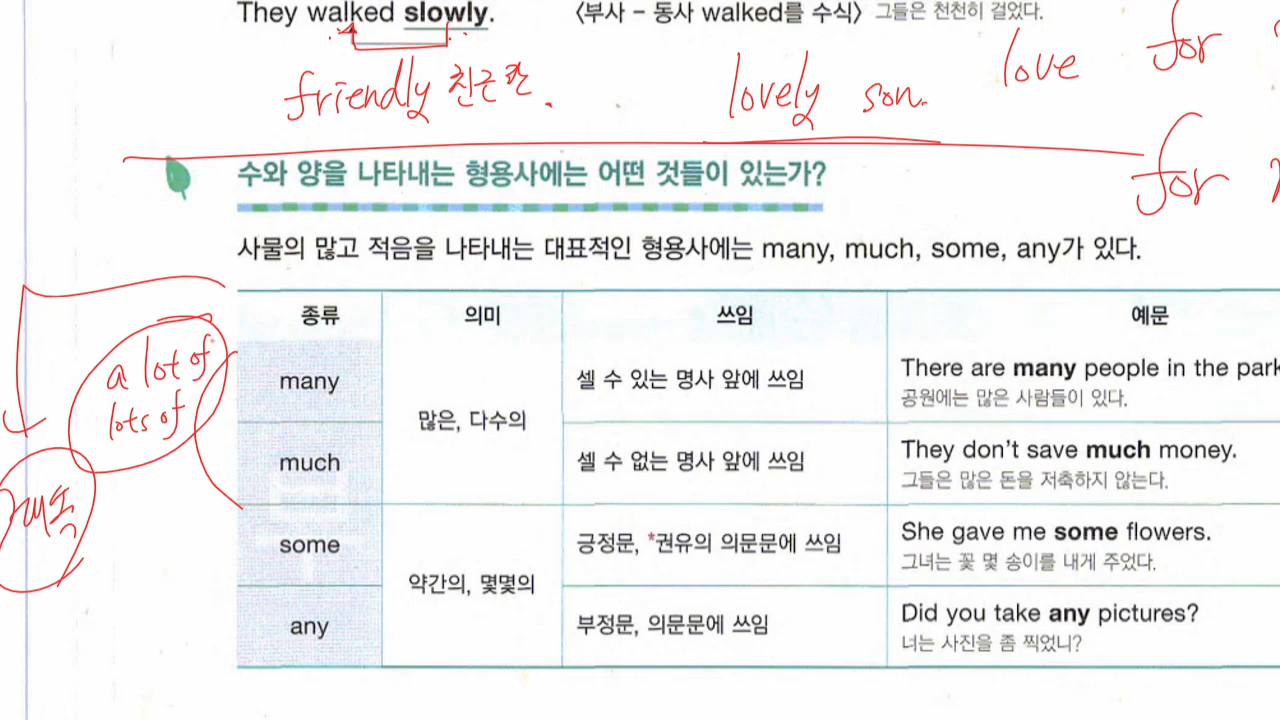 They walked slowly. 〈부사 – 동사 walked를 수식〉 그들은 천천히 걸었다.
friendly 친근한.
lovely son.
love
for
for
수와 양을 나타내는 형용사에는 어떤 것들이 있는가?
사물의 많고 적음을 나타내는 대표적인 형용사에는 many, much, some, any가 있다.
a lot of
lots of
종류 의미 쓰임 예문
many 많은, 다수의 셀 수 있는 명사 앞에 쓰임 There are many people in the park
공원에는 많은 사람들이 있다.
much 셀 수 없는 명사 앞에 쓰임 They don't save much money.
그들은 많은 돈을 저축하지 않는다.
some 약간의, 몇몇의 긍정문, *권유의 의문문에 쓰임 She gave me some flowers.
그녀는 꽃 몇 송이를 내게 주었다.
any 부정문, 의문문에 쓰임 Did you take any pictures?
너는 사진을 좀 찍었니?